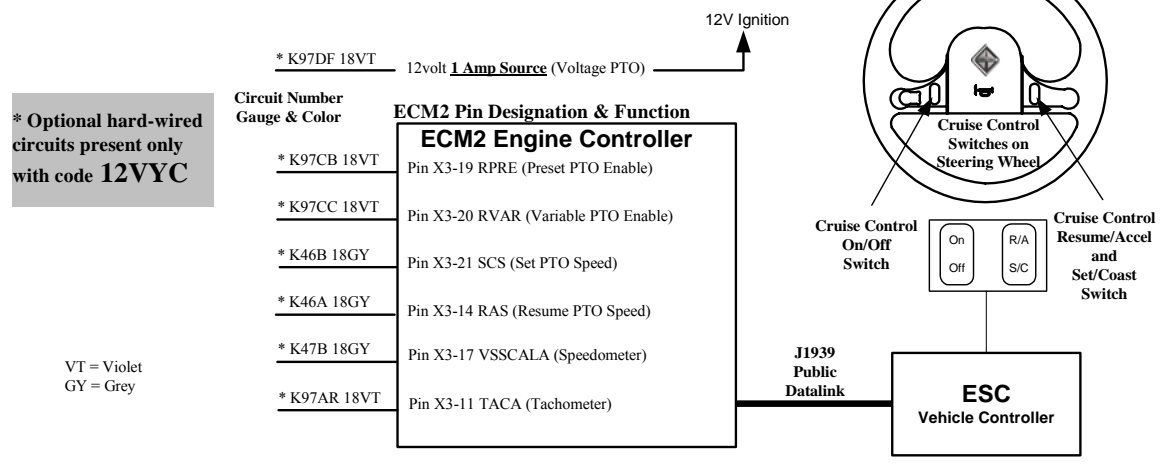 12V Ignition
* K97DF 18VT
12volt 1 Amp Source (Voltage PTO)
* Optional hard-wired
circuits present only
with code 12VYC
Circuit Number
Gauge & Color
ECM2 Pin Designation & Function
ECM2 Engine Controller
* K97CB 18VT
Pin X3-19 RPRE (Preset PTO Enable)
* K97CC 18VT
Pin X3-20 RVAR (Variable PTO Enable)
* K46B 18GY
Pin X3-21 SCS (Set PTO Speed)
* K46A 18GY
Pin X3-14 RAS (Resume PTO Speed)
* K47B 18GY
Pin X3-17 VSSCALA (Speedometer)
* K97AR 18VT
Pin X3-11 TACA (Tachometer)
VT = Violet
GY = Grey
Cruise Control
Switches on
Steering Wheel
Cruise Control
On/Off
Switch
On
Off
R/A
S/C
Cruise Control
Resume/Accel
and
Set/Coast
Switch
J1939
Public
Datalink
ESC
Vehicle Controller